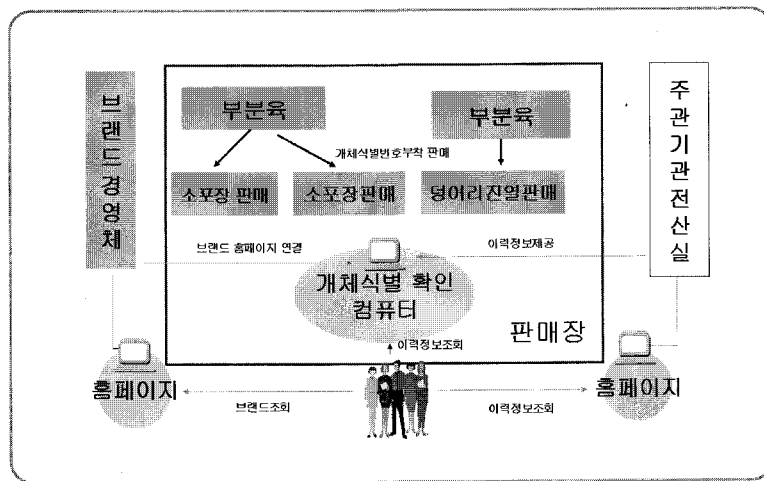 브랜드경영체
부분육
부분육
주관기관전산실
개체식별번호부착 판매
소포장 판매
소포장판매
덩어리진열판매
브랜드 홈페이지 연결
이력정보제공
개체식별 확인
컴퓨터
판매장
이력정보조회
홈페이지
홈페이지
브랜드조회
이력정보조회